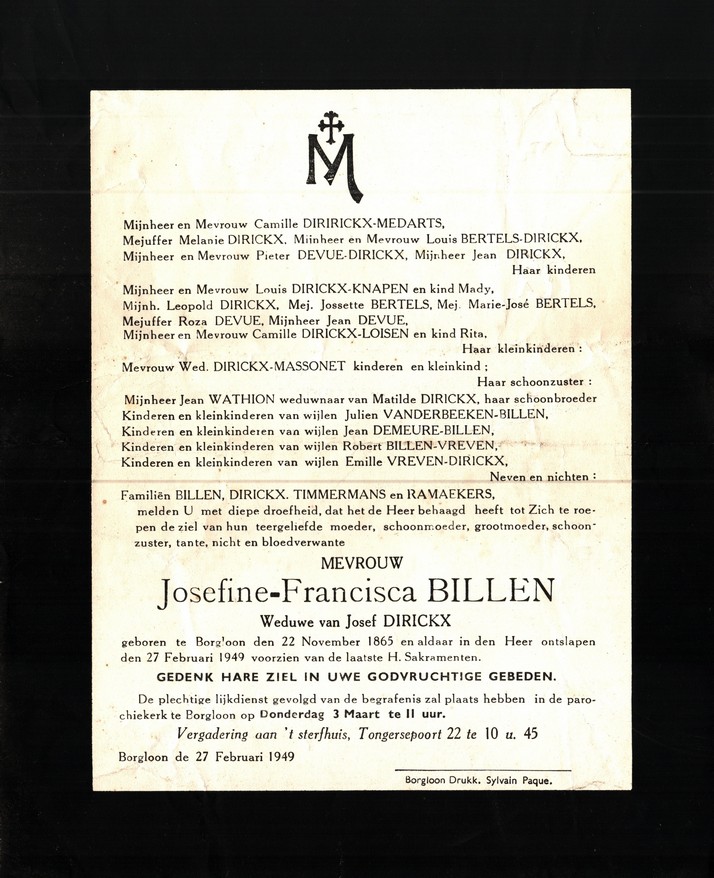 M
Mijnheer en Mevrouw Camille DIRIRICKX-MEDARTS,
Mejuffer Melanie DIRICKX. Mijnheer en Mevrouw Louis BERTELS-DIRICKX,
Mijnheer en Mevrouw Pieter DEVUE-DIRICKX, Mijnheer Jean DIRICKX,
Haar kinderen
Mijnheer en Mevrouw Louis DIRICKX-KNAPEN en kind Mady,
Mijnh. Leopold DIRICKX, Mej. Jossette BERTELS, Mej. Marie-José BERTELS,
Mejuffer Roza DEVUE, Mijnheer Jean DEVUE,
Mijnheer en Mevrouw Camille DIRICKX-LOISEN en kind Rita,
Haar kleinkinderen :
Mevrouw Wed. DIRICKX-MASSONET kinderen en kleinkind ;
Haar schoonzuster :
Mijnheer Jean WATHION weduwnaar van Matilde DIRICKX, haar schoonbroeder
Kinderen en kleinkinderen van wijlen Julien VANDERBEEKEN-BILLEN,
Kinderen en kleinkinderen van wijlen Jean DEMEURE-BILLEN,
Kinderen en kleinkinderen van wijlen Robert BILLEN-VREVEN,
Kinderen en kleinkinderen van wijlen Emille VREVEN-DIRICKX,
Neven en nichten :
Familiën BILLEN, DIRICKX. TIMMERMANS en RAMAEKERS,
melden U met diepe droefheid, dat het de Heer behaagd heeft tot Zich te roe-
pen de ziel van hun teergeliefde moeder, schoonmoeder, grootmoeder, schoon-
zuster, tante, nicht en bloedverwante
MEVROUW
Josefine-Francisca BILLEN
Weduwe van Josef DIRICKX
geboren te Borgloon den 22 November 1865 en aldaar in den Heer ontslapen
den 27 Februari 1949 voorzien van de laatste H. Sakramenten.
GEDENK HARE ZIEL IN UWE GODVRUCHTIGE GEBEDEN.
De plechtige lijkdienst gevolgd van de begrafenis zal plaats hebben in de paro-
chiekerk te Borgloon op Donderdag 3 Maart te 11 uur.
Vergadering aan 't sterfhuis, Tongersepoort 22 te 10 u. 45
Borgloon de 27 Februari 1949
Borgloon Drukk. Sylvain Paque.